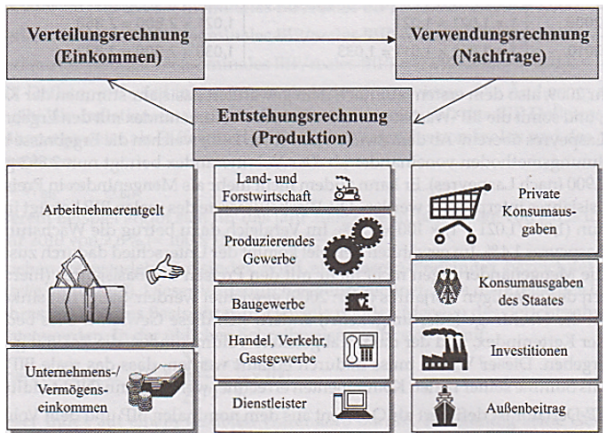 Verteilungsrechnung
(Einkommen)
Verwendungsrechnung
(Nachfrage)
Entstehungsrechnung
(Produktion)
Arbeitnehmerentgelt
Unternehmens-/
Vermögens-
einkommen
Land- und
Forstwirtschaft
Produzierendes
Gewerbe
Baugewerbe
Handel, Verkehr,
Gastgewerbe
Dienstleister
Private
Konsumaus-
gaben
Konsumausgaben
des Staates
Investitionen
Außenbeitrag